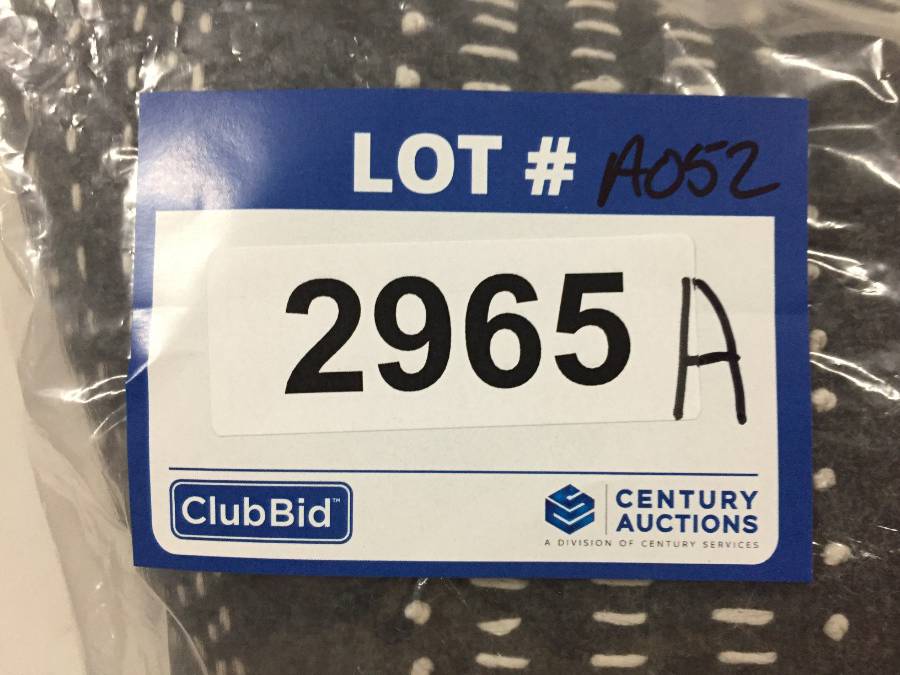 LOT # A052
2965 A
ClubBid™
CENTURY
AUCTIONS
A DIVISION OF CENTURY SERVICES